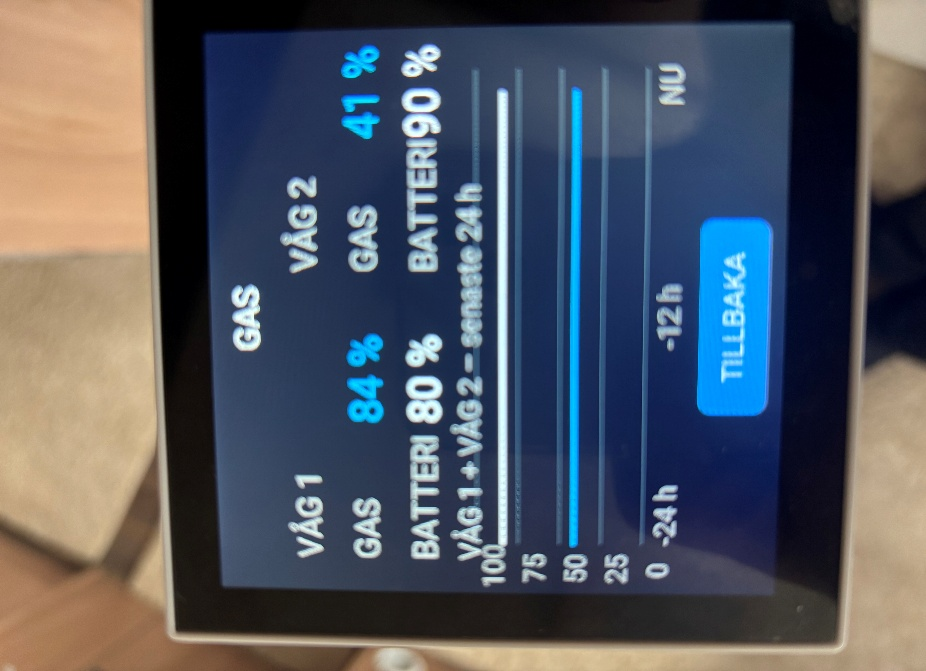 GAS
VÅG 1 VÅG 2
GAS 84 % GAS 41 %
BATTERI 80 % BATTERI 90 %
VÅG 1 + VÅG 2 – senaste 24 h
100
75
50
25
0
-24 h -12 h NU
TILLBAKA